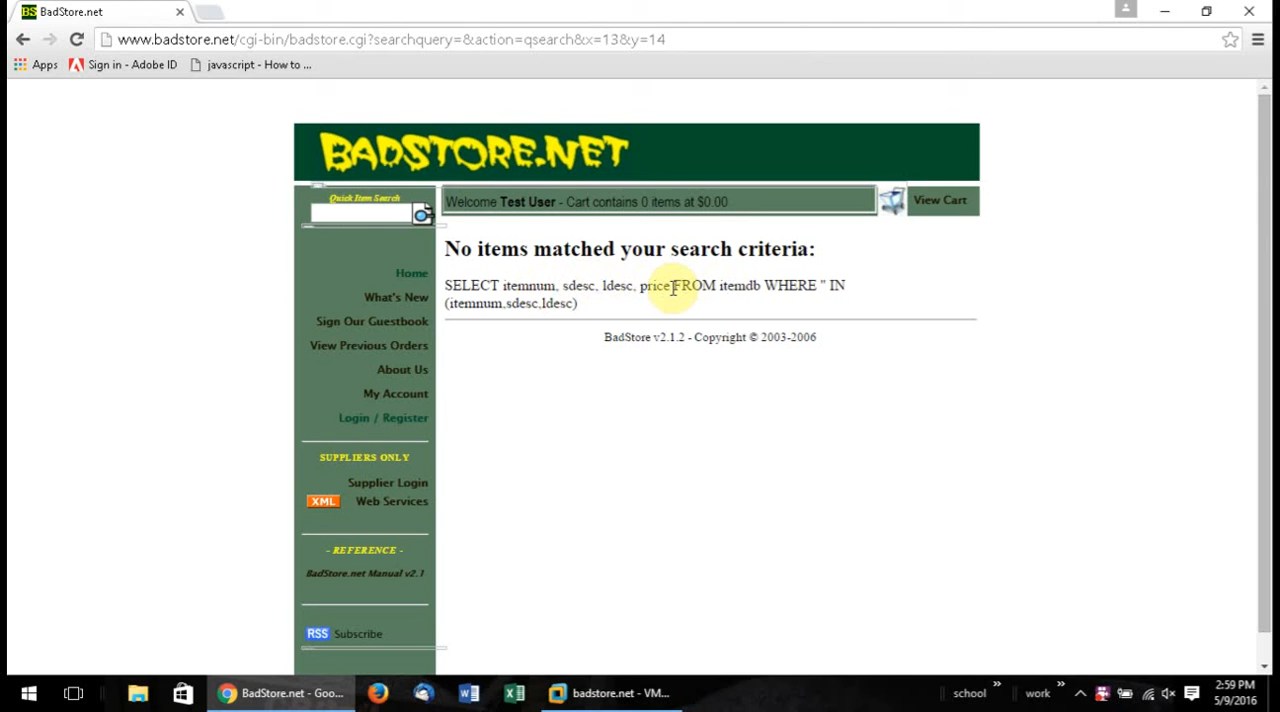 BS BadStore.net
www.badstore.net/cgi-bin/badstore.cgi?searchquery=&action=qsearch&x=13&y=14
Apps Sign in - Adobe ID javascript - How to ...
BADSTORE.NET
Quick Item Search
Welcome Test User - Cart contains 0 items at $0.00
View Cart
No items matched your search criteria:
SELECT itemnum, sdesc, ldesc, price FROM itemdb WHERE '' IN
(itemnum,sdesc,ldesc)
BadStore v2.1.2 - Copyright © 2003-2006
Home
What's New
Sign Our Guestbook
View Previous Orders
About Us
My Account
Login / Register
SUPPLIERS ONLY
Supplier Login
XML Web Services
- REFERENCE -
BadStore.net Manual v2.1
RSS Subscribe
BadStore.net - Goo...
badstore.net - VM...
school »
work »
2:59 PM
5/9/2016